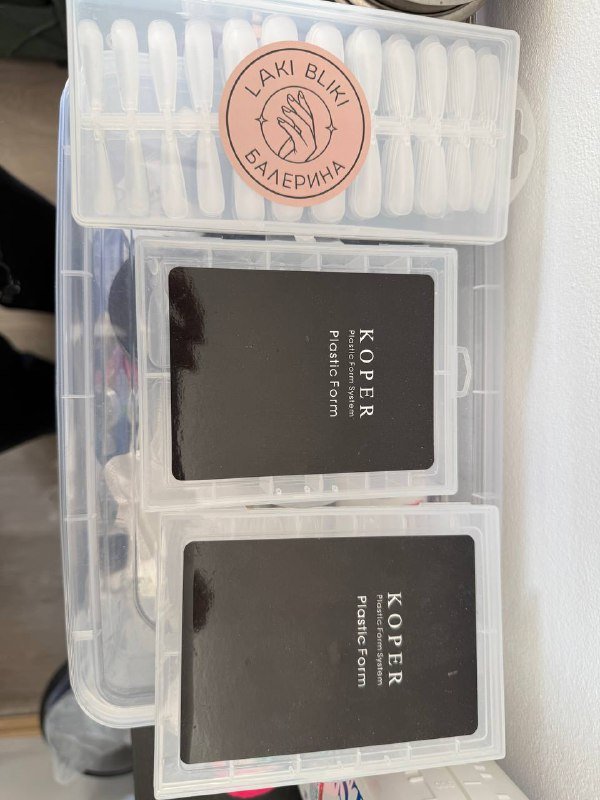 LAKI BLIKI
БАЛЕРИНА
KOPER
Plastic Form System
Plastic Form
KOPER
Plastic Form System
Plastic Form